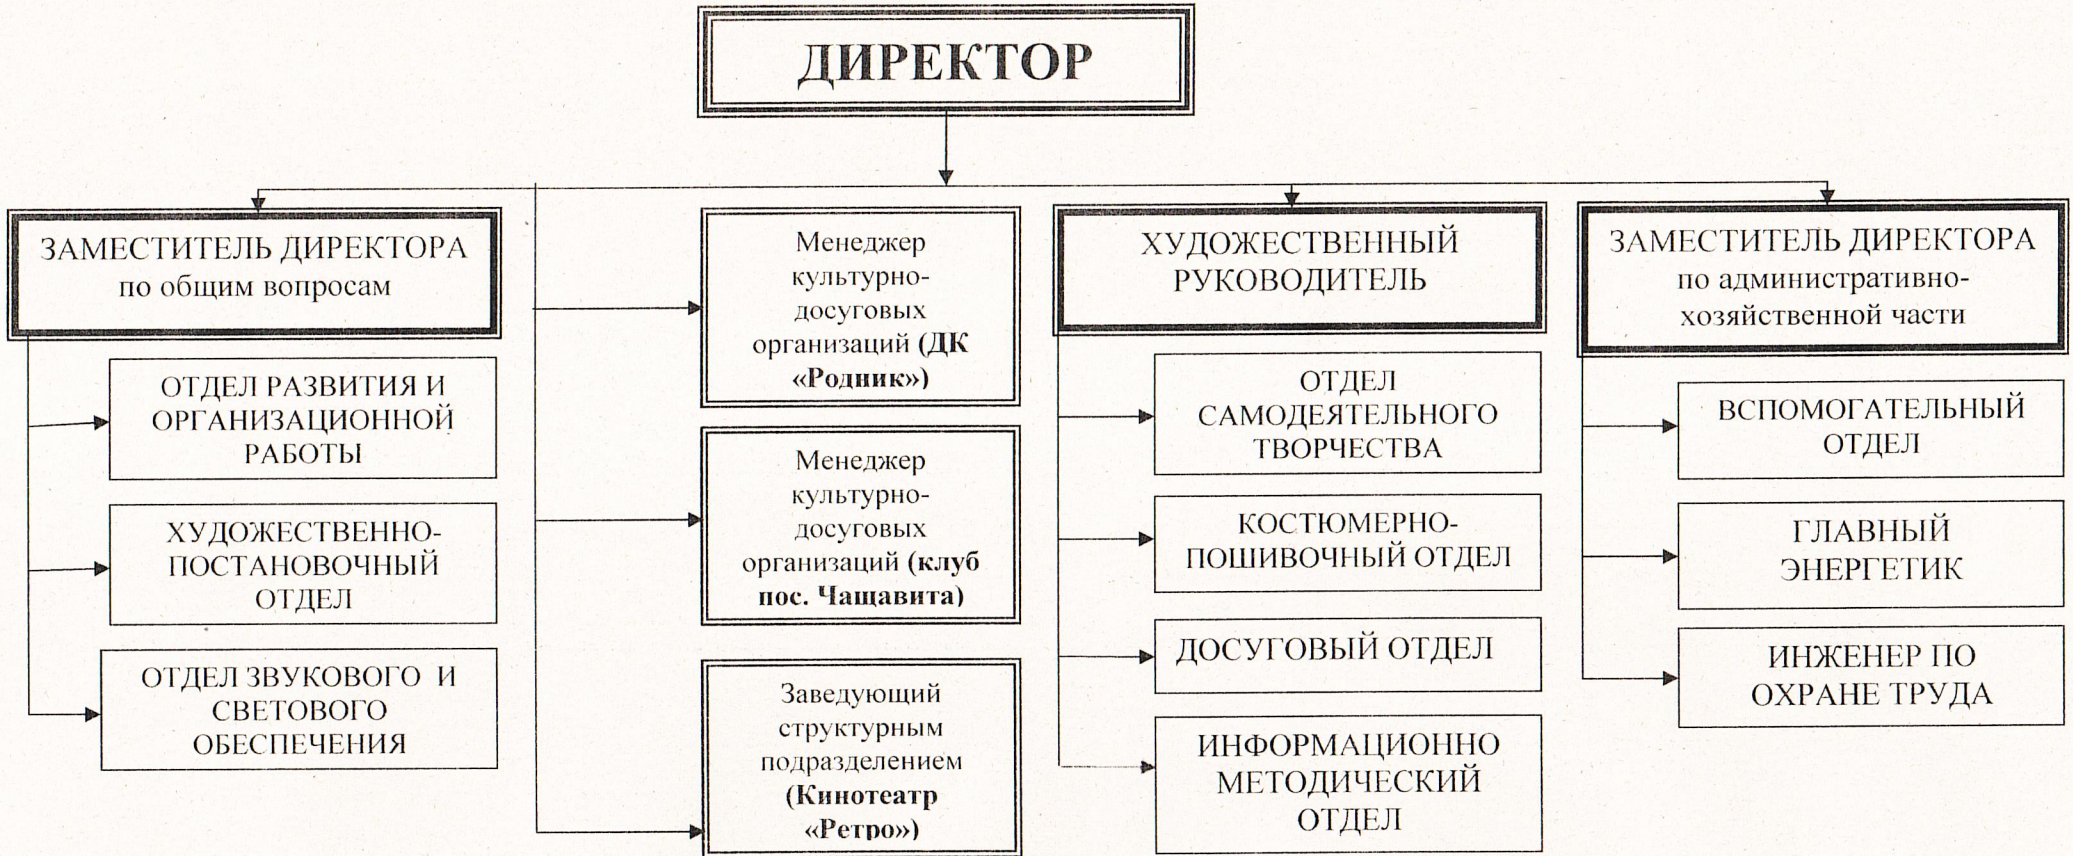 ДИРЕКТОР
ЗАМЕСТИТЕЛЬ ДИРЕКТОРА
по общим вопросам
ОТДЕЛ РАЗВИТИЯ И
ОРГАНИЗАЦИОННОЙ
РАБОТЫ
ХУДОЖЕСТВЕННО-
ПОСТАНОВОЧНЫЙ
ОТДЕЛ
ОТДЕЛ ЗВУКОВОГО И
СВЕТОВОГО
ОБЕСПЕЧЕНИЯ
Менеджер
культурно-
досуговых
организаций (ДК
«Родник»)
Менеджер
культурно-
досуговых
организаций (клуб
пос. Чащавита)
Заведующий
структурным
подразделением
(Кинотеатр
«Ретро»)
ХУДОЖЕСТВЕННЫЙ
РУКОВОДИТЕЛЬ
ОТДЕЛ
САМОДЕЯТЕЛЬНОГО
ТВОРЧЕСТВА
КОСТЮМЕРНО-
ПОШИВОЧНЫЙ ОТДЕЛ
ДОСУГОВЫЙ ОТДЕЛ
ИНФОРМАЦИОННО
МЕТОДИЧЕСКИЙ
ОТДЕЛ
ЗАМЕСТИТЕЛЬ ДИРЕКТОРА
по административно-
хозяйственной части
ВСПОМОГАТЕЛЬНЫЙ
ОТДЕЛ
ГЛАВНЫЙ
ЭНЕРГЕТИК
ИНЖЕНЕР ПО
ОХРАНЕ ТРУДА